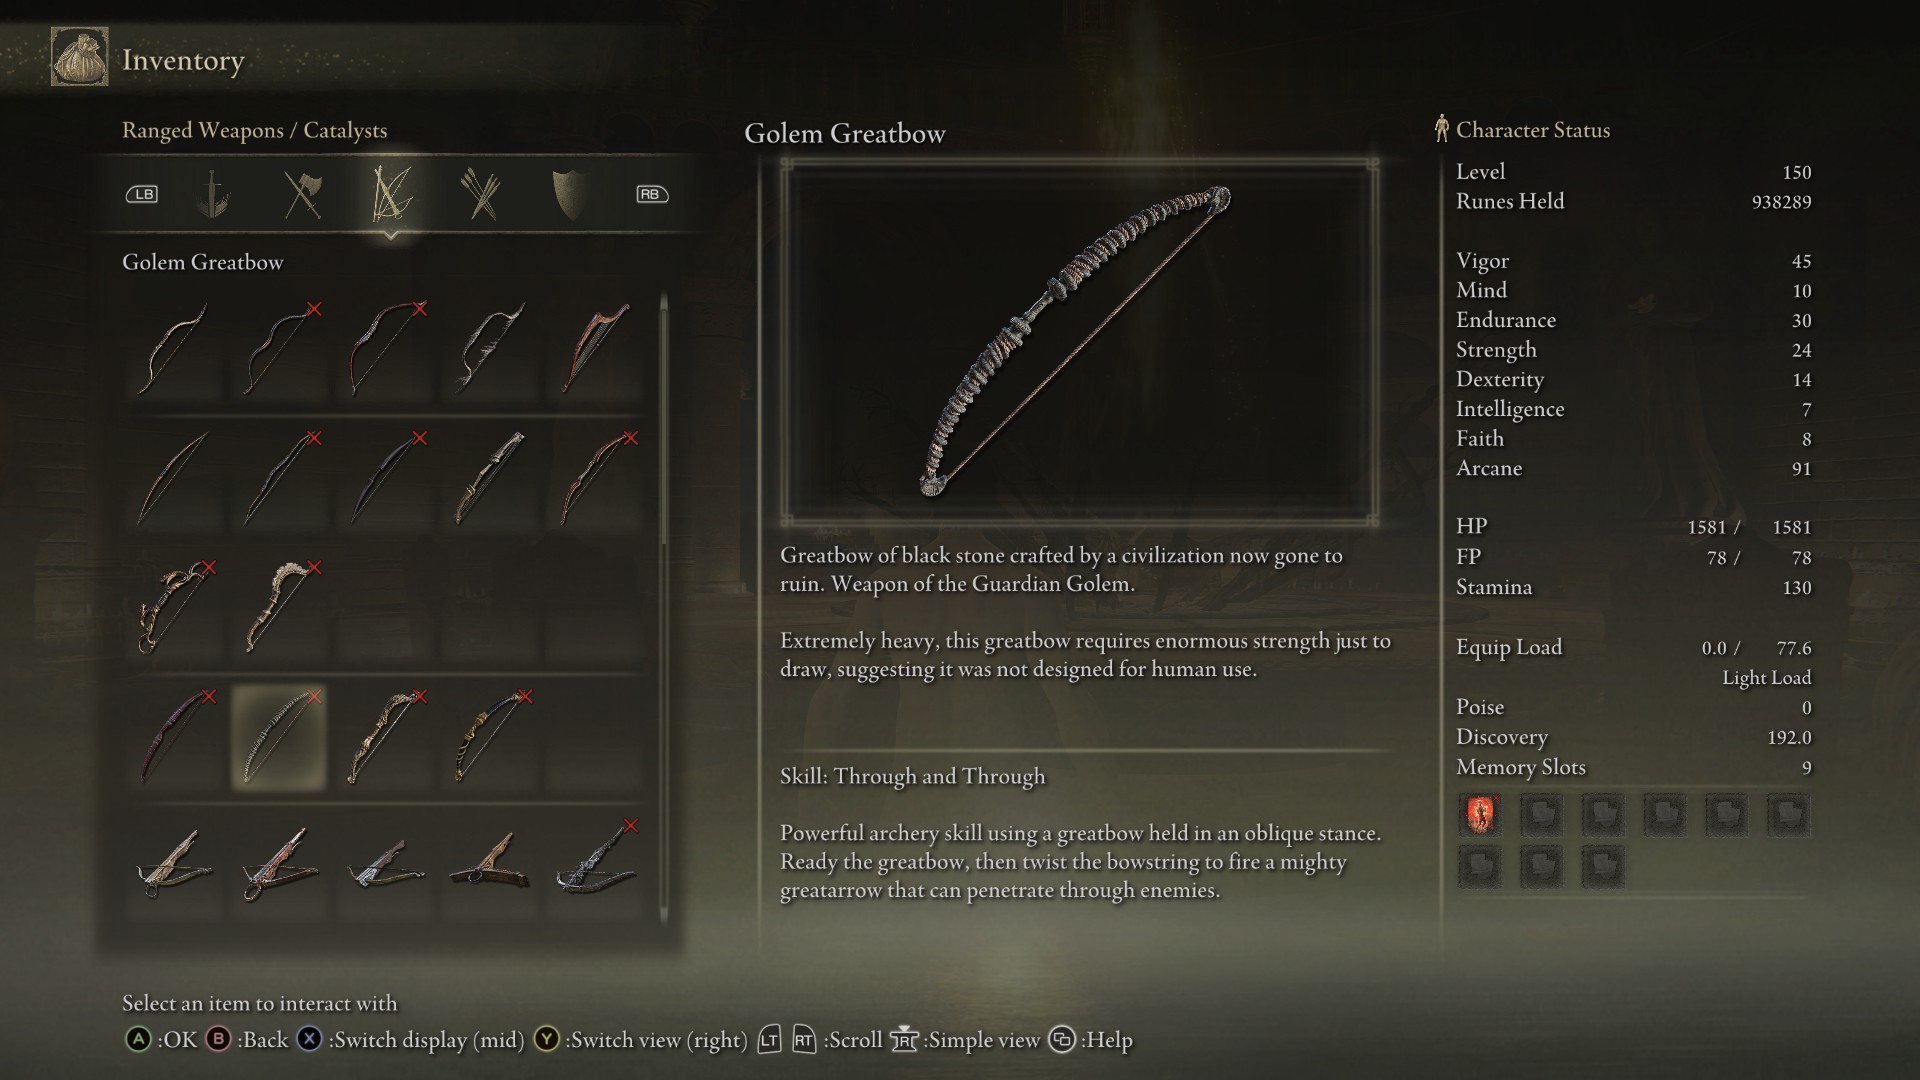 Inventory
Ranged Weapons / Catalysts
LB
RB
Golem Greatbow
Golem Greatbow
Greatbow of black stone crafted by a civilization now gone to
ruin. Weapon of the Guardian Golem.
Extremely heavy, this greatbow requires enormous strength just to
draw, suggesting it was not designed for human use.
Skill: Through and Through
Powerful archery skill using a greatbow held in an oblique stance.
Ready the greatbow, then twist the bowstring to fire a mighty
greatarrow that can penetrate through enemies.
Character Status
Level 150
Runes Held 938289
Vigor 45
Mind 10
Endurance 30
Strength 24
Dexterity 14
Intelligence 7
Faith 8
Arcane 91
HP 1581 / 1581
FP 78 / 78
Stamina 130
Equip Load 0.0 / 77.6
Light Load
Poise 0
Discovery 192.0
Memory Slots 9
Select an item to interact with
A :OK B :Back X :Switch display (mid) Y :Switch view (right) LT RT :Scroll R :Simple view :Help